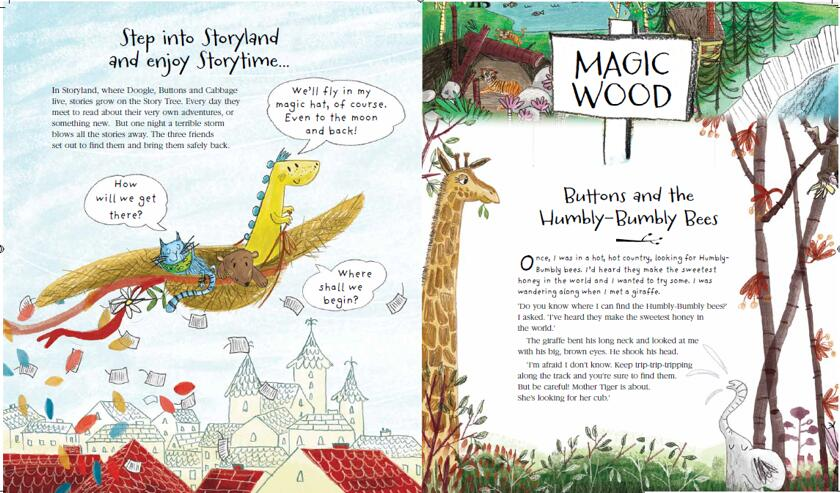 Step into Storyland
and enjoy Storytime...
In Storyland, where Doogle, Buttons and Cabbage
live, stories grow on the Story Tree. Every day they
meet to read about their very own adventures, or
something new. But one night a terrible storm
blows all the stories away. The three friends
set out to find them and bring them safely back.
We'll fly in my
magic hat, of course.
Even to the moon
and back!
How
will we get
there?
Where
shall we
begin?
MAGIC
WOOD
Buttons and the
Humbly-Bumbly Bees
Once, I was in a hot, hot country, looking for Humbly-
Bumbly bees. I'd heard they make the sweetest
honey in the world and I wanted to try some. I was
wandering along when I met a giraffe.
'Do you know where I can find the Humbly-Bumbly bees?'
I asked. 'I've heard they make the sweetest honey in
the world.'
The giraffe bent his long neck and looked at me
with his big, brown eyes. He shook his head.
'I'm afraid I don't know. Keep trip-trip-tripping
along the track and you're sure to find them.
But be careful! Mother Tiger is about.
She's looking for her cub.'